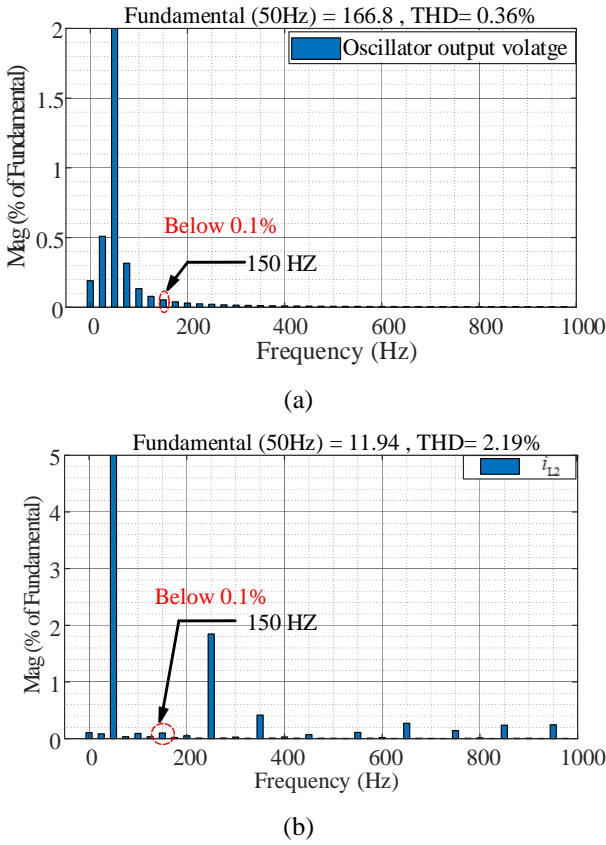 Fundamental (50Hz) = 166.8 , THD= 0.36%
2
Oscillator output volatge
1.5
1
Mag (% of Fundamental)
Below 0.1%
0.5
150 HZ
0
0 200 400 600 800 1000
Frequency (Hz)
(a)
Fundamental (50Hz) = 11.94 , THD= 2.19%
5
iL2
4
3
Mag (% of Fundamental)
Below 0.1%
2
150 HZ
1
0
0 200 400 600 800 1000
Frequency (Hz)
(b)